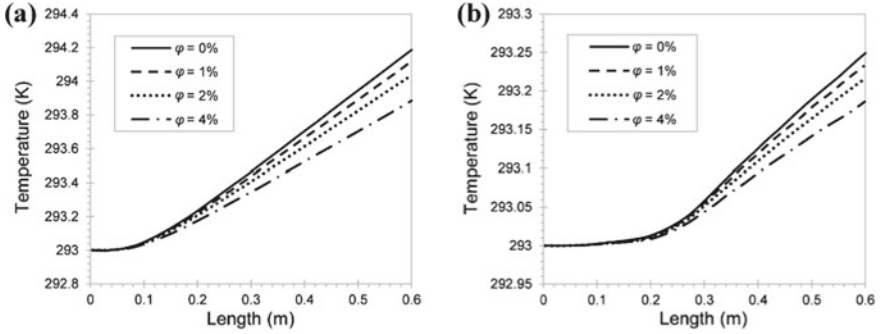 (a)
294.4
294.2
294
293.8
293.6
293.4
293.2
293
292.8
Temperature (K)
φ = 0%
φ = 1%
φ = 2%
φ = 4%
0 0.1 0.2 0.3 0.4 0.5 0.6
Length (m)
(b)
293.3
293.25
293.2
293.15
293.1
293.05
293
292.95
Temperature (K)
φ = 0%
φ = 1%
φ = 2%
φ = 4%
0 0.1 0.2 0.3 0.4 0.5 0.6
Length (m)